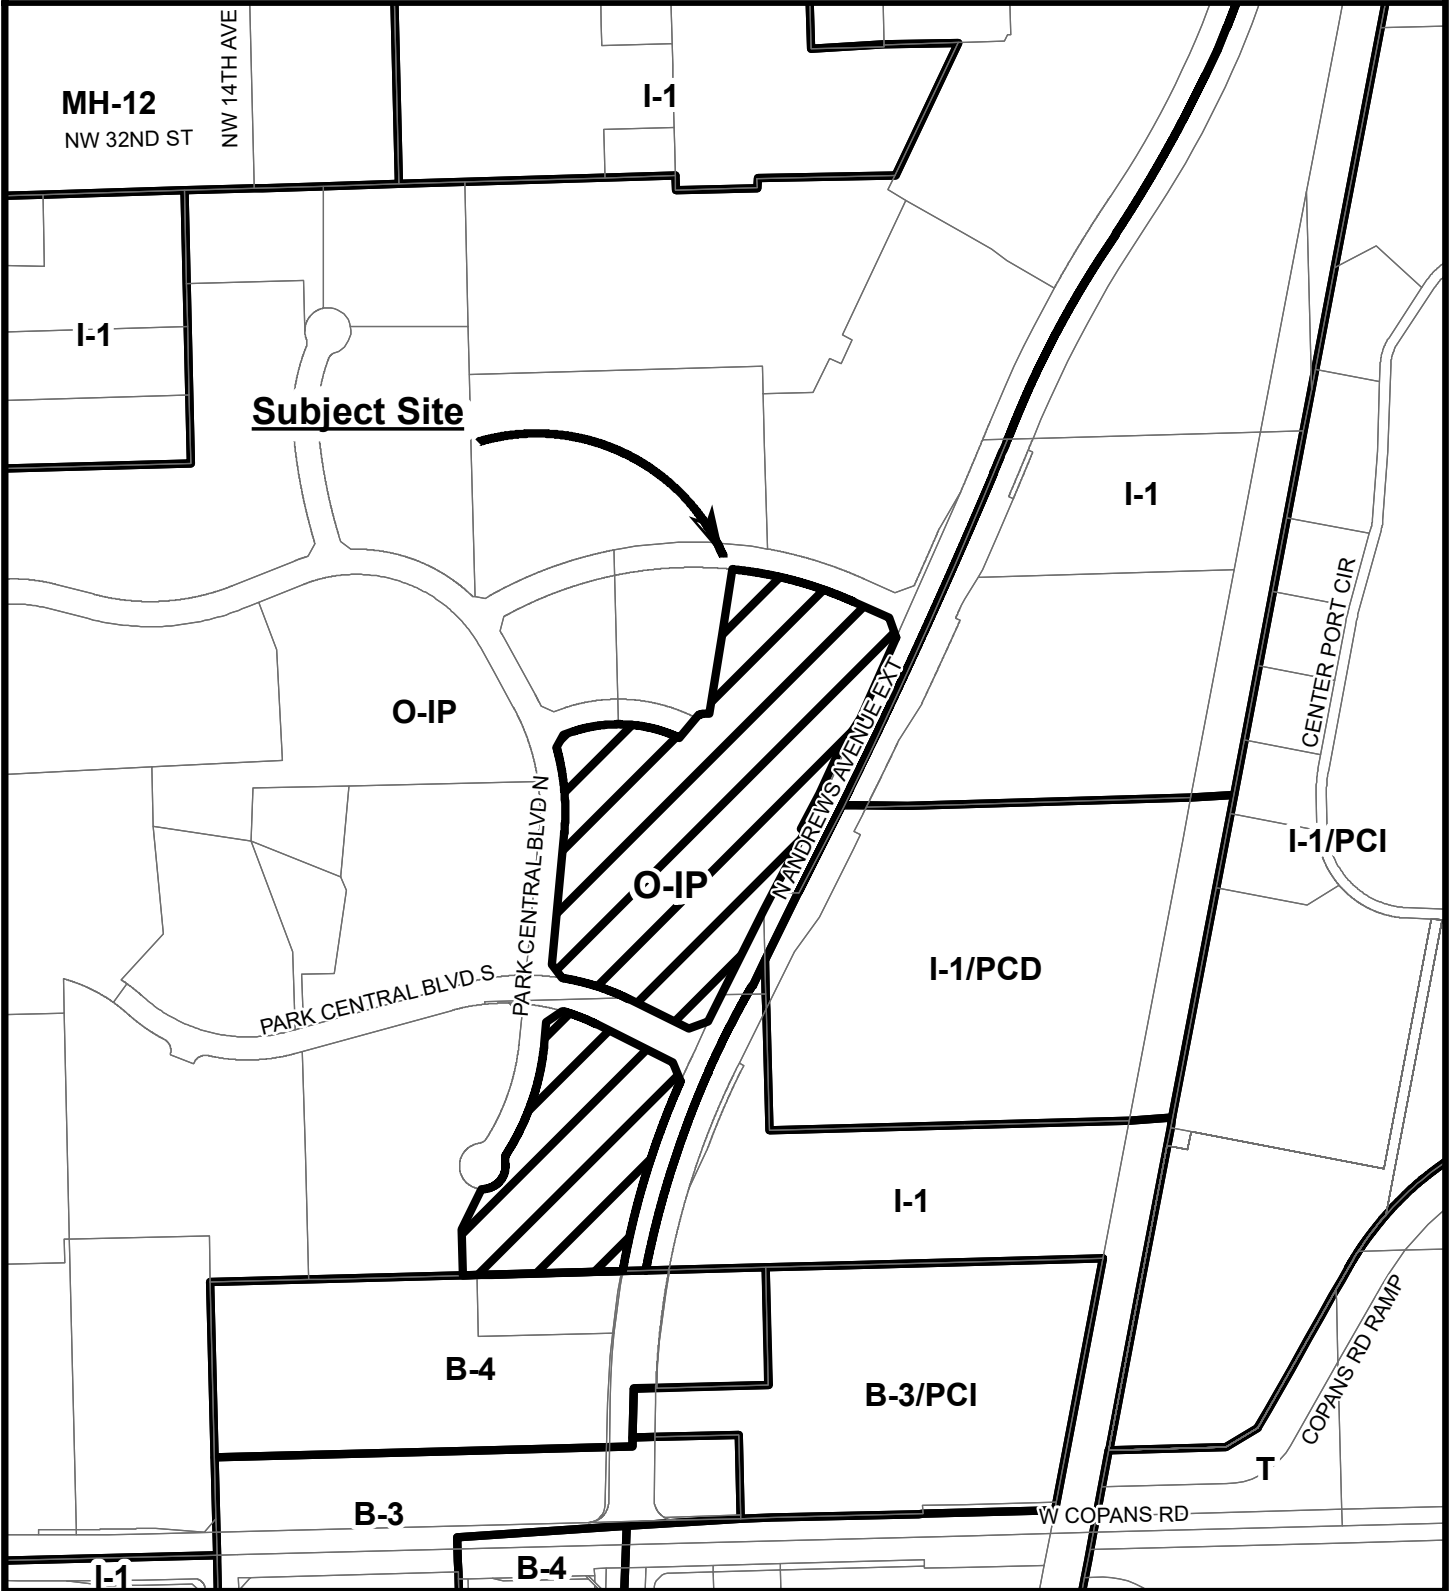 NW 14TH AVE
MH-12
I-1
NW 32ND ST
I-1
Subject Site
I-1
CENTER PORT CIR
O-IP
N ANDREWS AVENUE EXT
PARK CENTRAL BLVD N
I-1/PCI
O-IP
I-1/PCD
PARK CENTRAL BLVD S
I-1
COPANS RD RAMP
B-4
B-3/PCI
T
B-3
W COPANS RD
B-4
I-1